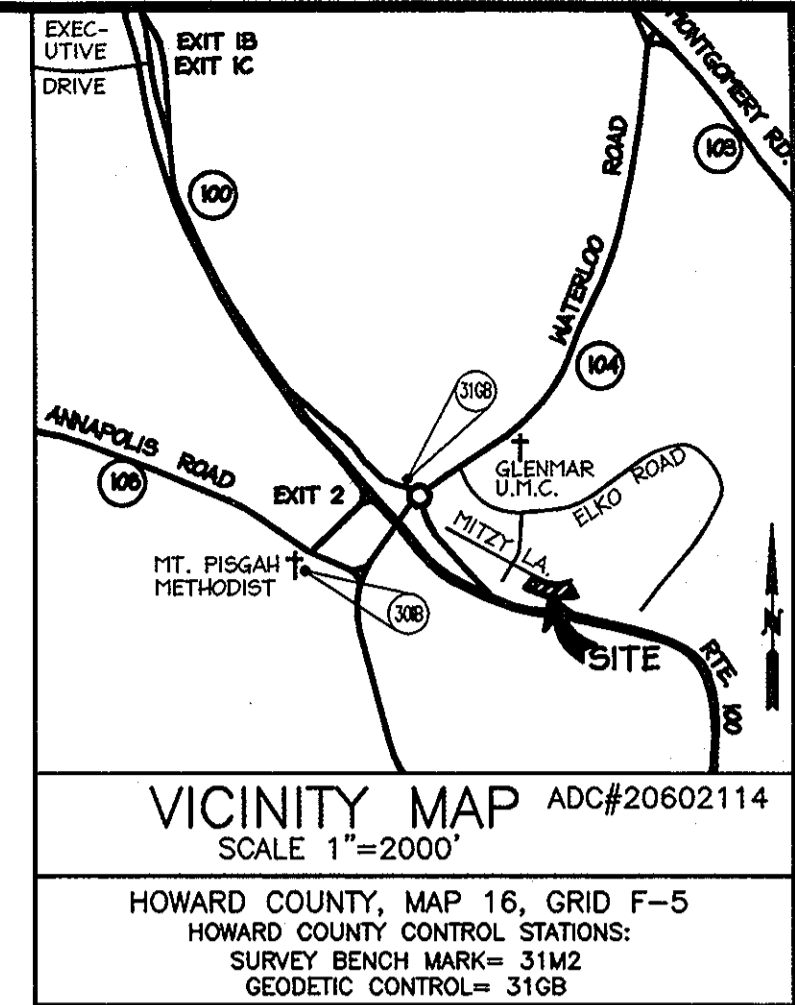 EXEC-
UTIVE
DRIVE
EXIT 1B
EXIT 1C
MONTGOMERY RD.
108
100
WATERLOO ROAD
104
31GB
ANNAPOLIS ROAD
106
EXIT 2
GLENMAR
U.M.C.
ELKO ROAD
MITZY LA.
MT. PISGAH
METHODIST
301B
SITE
RTE. 100
N
VICINITY MAP ADC#20602114
SCALE 1"=2000'
HOWARD COUNTY, MAP 16, GRID F-5
HOWARD COUNTY CONTROL STATIONS:
SURVEY BENCH MARK= 31M2
GEODETIC CONTROL= 31GB